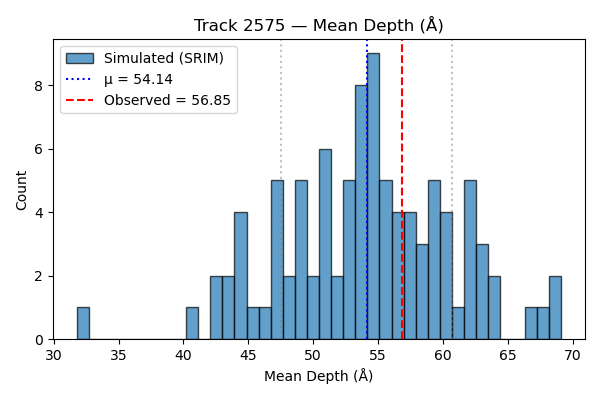 Track 2575 — Mean Depth (Å)
Simulated (SRIM)
μ = 54.14
Observed = 56.85
Count
8
6
4
2
0
30 35 40 45 50 55 60 65 70
Mean Depth (Å)